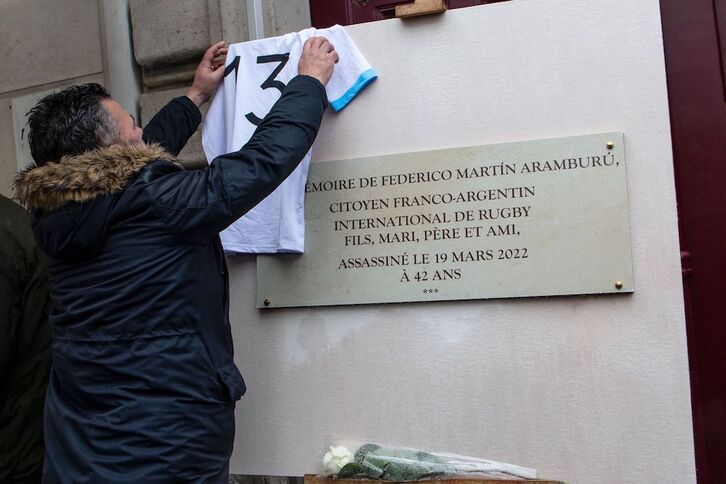 13
MÉMOIRE DE FEDERICO MARTÍN ARAMBURÚ,
CITOYEN FRANCO-ARGENTIN
INTERNATIONAL DE RUGBY
FILS, MARI, PÈRE ET AMI,
ASSASSINÉ LE 19 MARS 2022
À 42 ANS
***